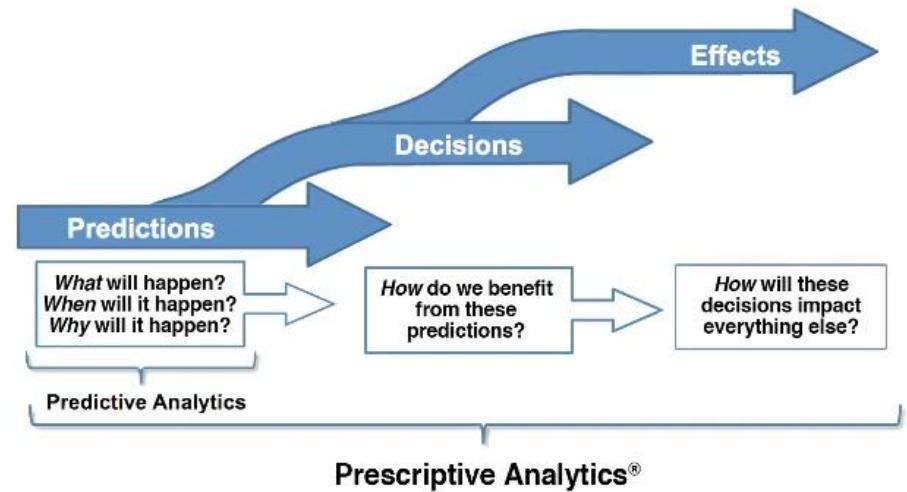 Effects
Decisions
Predictions
What will happen?
When will it happen?
Why will it happen?
How do we benefit
from these
predictions?
How will these
decisions impact
everything else?
Predictive Analytics
Prescriptive Analytics®